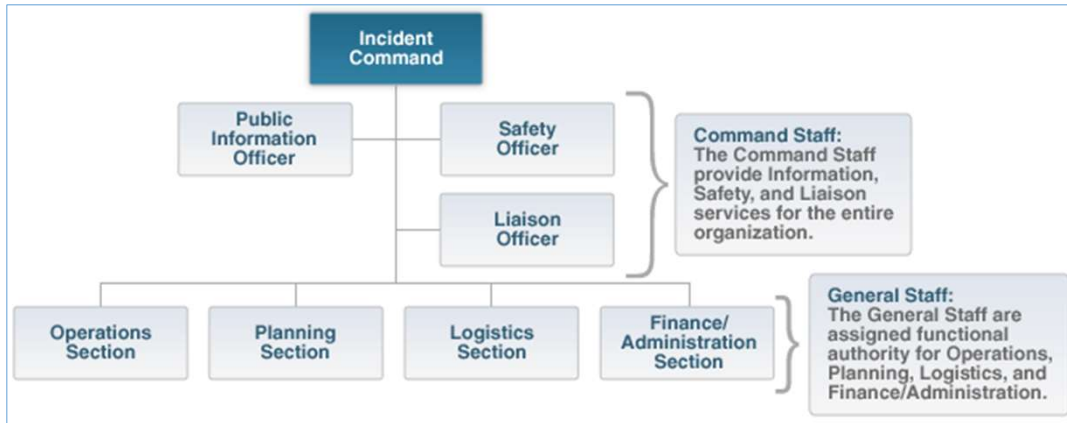 Incident
Command
Public
Information
Officer
Safety
Officer
Liaison
Officer
Command Staff:
The Command Staff
provide Information,
Safety, and Liaison
services for the entire
organization.
Operations
Section
Planning
Section
Logistics
Section
Finance/
Administration
Section
General Staff:
The General Staff are
assigned functional
authority for Operations,
Planning, Logistics, and
Finance/Administration.